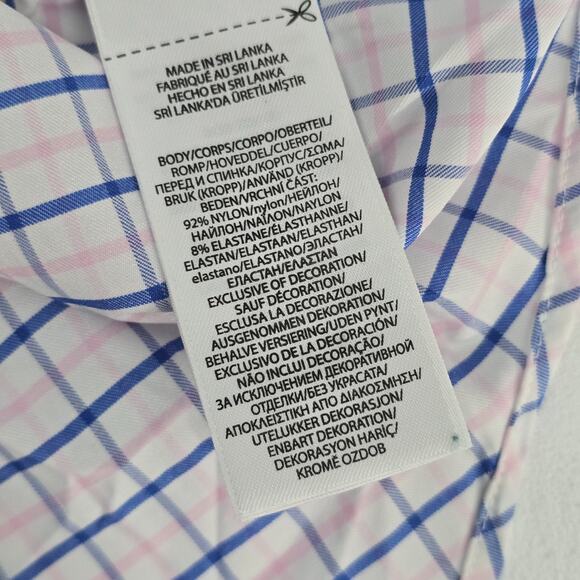 MADE IN SRI LANKA
FABRIQUÉ AU SRI LANKA
HECHO EN SRI LANKA
SRİ LANKA'DA ÜRETİLMİŞTİR
BODY/CORPS/CORPO/OBERTEIL/
ROMP/HOVEDDEL/CUERPO/
ПЕРЕД И СПИНКА/КОРПУС/ΣΩΜΑ/
BRUK (KROPP)/ANVÄND (KROPP)/
BEDEN/VRCHNÍ ČÁST:
92% NYLON/nylon/НЕЙЛОН/
НАЙЛОН/ΝΑΪΛΟΝ/NAYLON
8% ELASTANE/ÉLASTHANNE/
ELASTAN/ELASTAAN/ELASTHAN/
elastano/ELASTANO/ЭЛАСТАН/
ЕЛАСТАН/ΕΛΑΣΤΑΝ
EXCLUSIVE OF DECORATION/
SAUF DÉCORATION/
ESCLUSA LA DECORAZIONE/
AUSGENOMMEN DEKORATION/
BEHALVE VERSIERING/UDEN PYNT/
EXCLUSIVO DE LA DECORACIÓN/
NÃO INCLUI DECORAÇÃO/
ЗА ИСКЛЮЧЕНИЕМ ДЕКОРАТИВНОЙ
ОТДЕЛКИ/БЕЗ УКРАСАТА/
ΑΠΟΚΛΕΙΣΤΙΚΗ ΑΠΟ ΔΙΑΚΟΣΜΗΣΗ/
UTELUKKER DEKORASJON/
ENBART DEKORATION/
DEKORASYON HARİÇ/
KROMĚ OZDOB